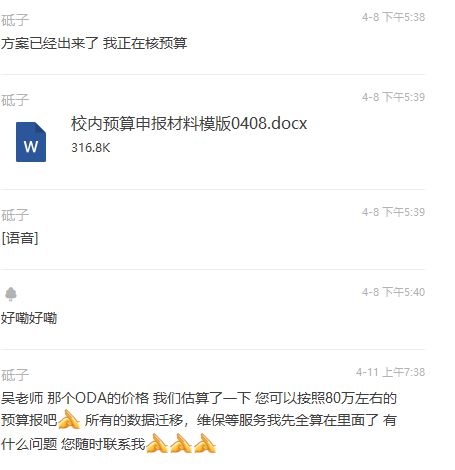 砥子
4-8 下午5:38
方案已经出来了 我正在核预算
砥子
4-8 下午5:39
校内预算申报材料模版0408.docx
W
316.8K
砥子
4-8 下午5:39
[语音]
4-8 下午5:40
好嘞好嘞
砥子
4-11 上午7:38
吴老师 那个ODA的价格 我们估算了一下 您可以按照80万左右的
预算报吧 所有的数据迁移，维保等服务我先全算在里面了 有
什么问题 您随时联系我